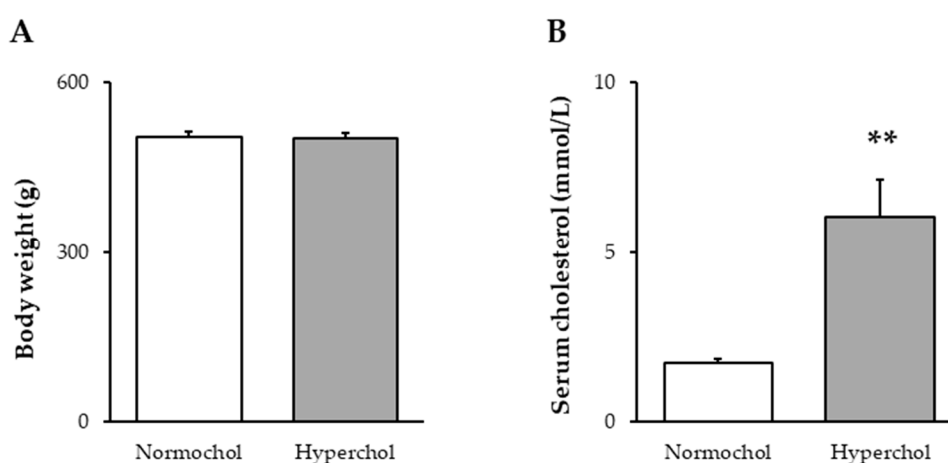 A
Body weight (g)
600
300
0
Normochol
Hyperchol
B
Serum cholesterol (mmol/L)
10
5
0
**
Normochol
Hyperchol